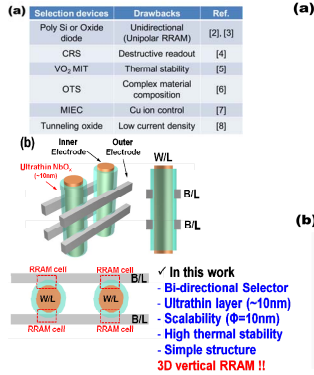 (a)
(a)
Selection devices Drawbacks Ref.
Poly Si or Oxide diode Unidirectional (Unipolar RRAM) [2], [3]
CRS Destructive readout [4]
VO2 MIT Thermal stability [5]
OTS Complex material composition [6]
MIEC Cu ion control [7]
Tunneling oxide Low current density [8]
(b)
Inner Electrode
Outer Electrode
Ultrathin NbOx (~10nm)
W/L
B/L
B/L
(b)
RRAM cell RRAM cell
B/L
W/L W/L
B/L
RRAM cell RRAM cell
✓ In this work
- Bi-directional Selector
- Ultrathin layer (~10nm)
- Scalability (Φ=10nm)
- High thermal stability
- Simple structure
3D vertical RRAM !!